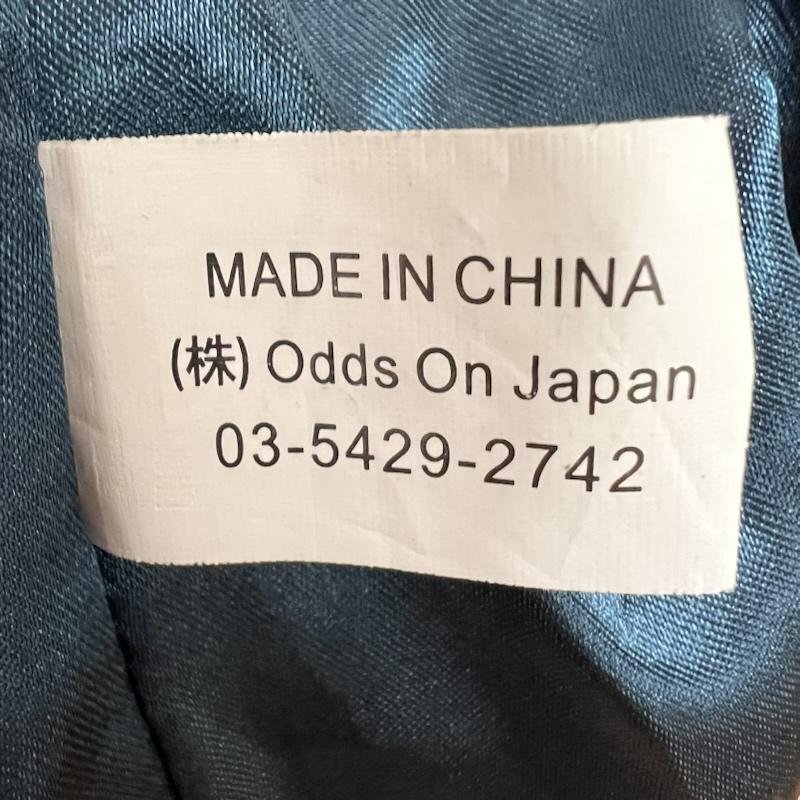 MADE IN CHINA
(株) Odds On Japan
03-5429-2742